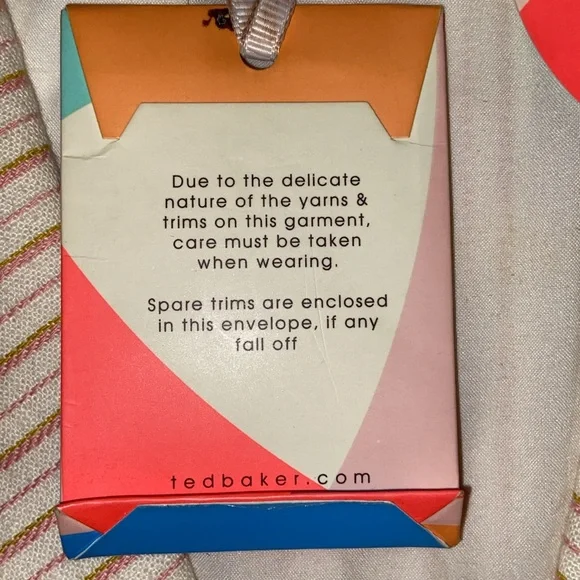 Due to the delicate
nature of the yarns &
trims on this garment,
care must be taken
when wearing.
Spare trims are enclosed
in this envelope, if any
fall off
tedbaker.com